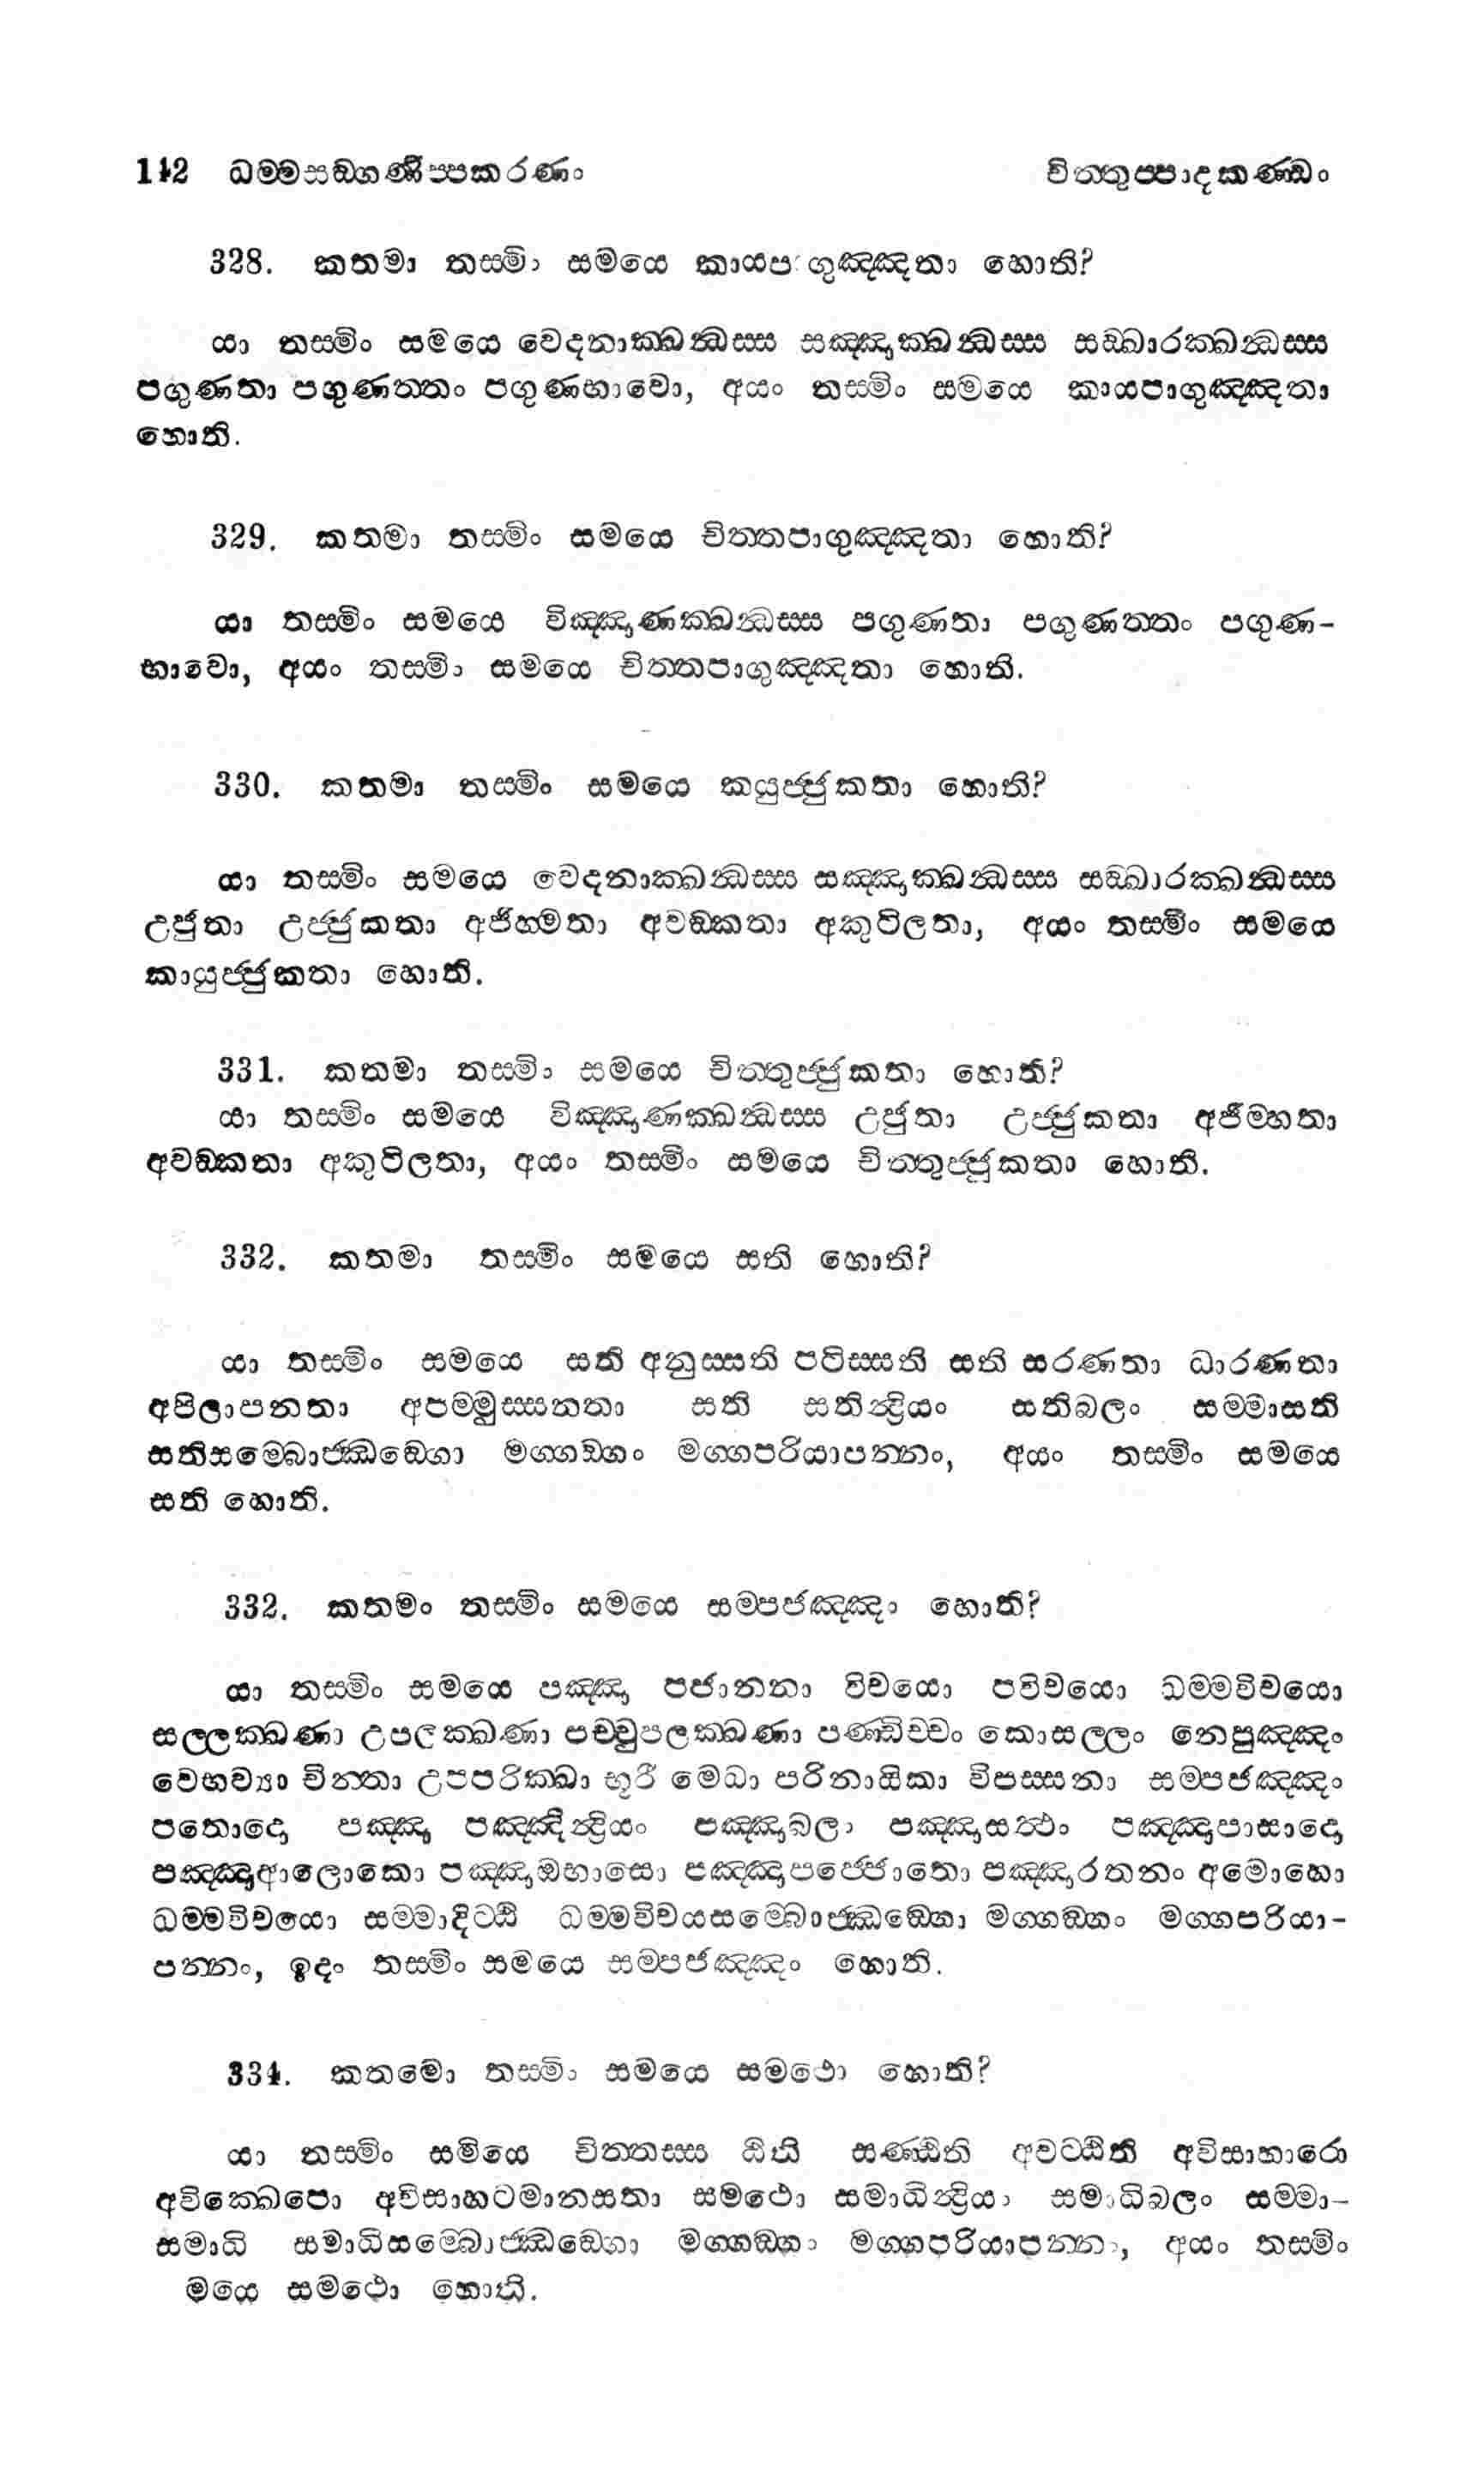 142 ධම්මසඞ්ගණිප්පකරණං චිත්තුප්පාදකණ්ඩං
328. කතමා තස්මිං සමයෙ කායපාගුඤ්ඤතා හොති?
යා තස්මිං සමයෙ වෙදනාක්ඛන්ධස්ස සඤ්ඤාක්ඛන්ධස්ස සඞ්ඛාරක්ඛන්ධස්ස
පගුණතා පගුණත්තං පගුණභාවො, අයං තස්මිං සමයෙ කායපාගුඤ්ඤතා
හොති.
329. කතමා තස්මිං සමයෙ චිත්තපාගුඤ්ඤතා හොති?
යා තස්මිං සමයෙ විඤ්ඤාණක්ඛන්ධස්ස පගුණතා පගුණත්තං පගුණ-
භාවො, අයං තස්මිං සමයෙ චිත්තපාගුඤ්ඤතා හොති.
330. කතමා තස්මිං සමයෙ කයුජ්ජුකතා හොති?
යා තස්මිං සමයෙ වෙදනාක්ඛන්ධස්ස සඤ්ඤාක්ඛන්ධස්ස සඞ්ඛාරක්ඛන්ධස්ස
උජුතා උජ්ජුකතා අජිහ්මතා අවඞ්කතා අකුටිලතා, අයං තස්මිං සමයෙ
කායුජ්ජුකතා හොති.
331. කතමා තස්මිං සමයෙ චිත්තුජ්ජුකතා හොති?
යා තස්මිං සමයෙ විඤ්ඤාණක්ඛන්ධස්ස උජුතා උජ්ජුකතා අජිම්හතා
අවඞ්කතා අකුටිලතා, අයං තස්මිං සමයෙ චිත්තුජ්ජුකතා හොති.
332. කතමා තස්මිං සමයෙ සති හොති?
යා තස්මිං සමයෙ සති අනුස්සති පටිස්සති සති සරණතා ධාරණතා
අපිලාපනතා අපම්මුස්සනතා සති සතින්ද්‍රියං සතිබලං සම්මාසති
සතිසම්බොජ්ඣඞ්ගො මග්ගඞ්ගං මග්ගපරියාපන්නං, අයං තස්මිං සමයෙ
සති හොති.
332. කතමං තස්මිං සමයෙ සම්පජඤ්ඤං හොති?
යා තස්මිං සමයෙ පඤ්ඤා පජානනා විචයො පවිචයො ධම්මවිචයො
සල්ලක්ඛණා උපලක්ඛණා පච්චුපලක්ඛණා පණ්ඩිච්චං කොසල්ලං නෙපුඤ්ඤං
වෙභව්‍යා චින්තා උපපරික්ඛා භූරී මෙධා පරිනායිකා විපස්සනා සම්පජඤ්ඤං
පතොදො පඤ්ඤා පඤ්ඤින්ද්‍රියං පඤ්ඤාබලං පඤ්ඤාසත්ථං පඤ්ඤාපාසාදො
පඤ්ඤාආලොකො පඤ්ඤාඔභාසො පඤ්ඤාපජ්ජොතො පඤ්ඤාරතනං අමොහො
ධම්මවිචයො සම්මාදිට්ඨි ධම්මවිචයසම්බොජ්ඣඞ්ගො මග්ගඞ්ගං මග්ගපරියා-
පන්නං, ඉදං තස්මිං සමයෙ සම්පජඤ්ඤං හොති.
334. කතමො තස්මිං සමයෙ සමථො හොති?
යා තස්මිං සමියෙ චිත්තස්ස ඨිති සණ්ඨිති අවට්ඨිති අවිසාහාරො
අවික්ඛෙපො අවිසාහටමානසතා සමථො සමාධින්ද්‍රියං සමාධිබලං සම්මා-
සමාධි සමාධිසම්බොජ්ඣඞ්ගො මග්ගඞ්ගං මග්ගපරියාපන්නං, අයං තස්මිං
මයෙ සමථො හොති.